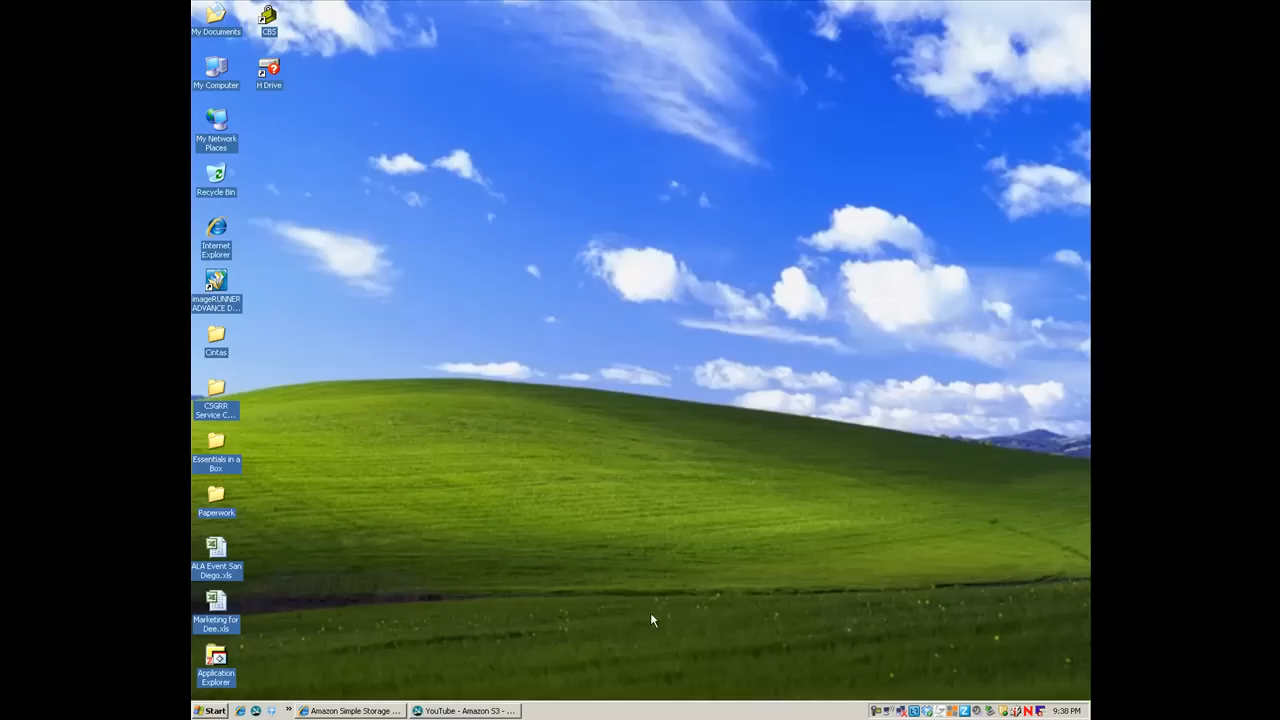 My Documents
CBS
My Computer
H Drive
My Network
Places
Recycle Bin
Internet
Explorer
imageRUNNER
ADVANCE D...
Cintas
CSGRR
Service C...
Essentials in a
Box
Paperwork
ALA Event San
Diego.xls
Marketing for
Dee.xls
Application
Explorer
Start
»
Amazon Simple Storage ...
YouTube - Amazon S3 - ...
9:38 PM